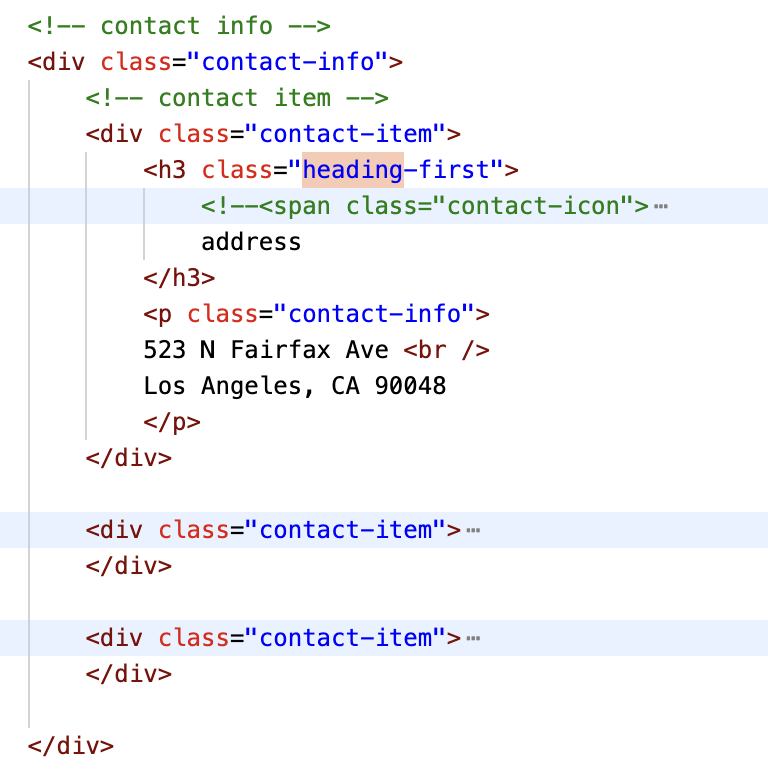 <!-- contact info -->
<div class="contact-info">
<!-- contact item -->
<div class="contact-item">
<h3 class="heading-first">
<!--<span class="contact-icon">⋯
address
</h3>
<p class="contact-info">
523 N Fairfax Ave <br />
Los Angeles, CA 90048
</p>
</div>
<div class="contact-item">⋯
</div>
<div class="contact-item">⋯
</div>
</div>